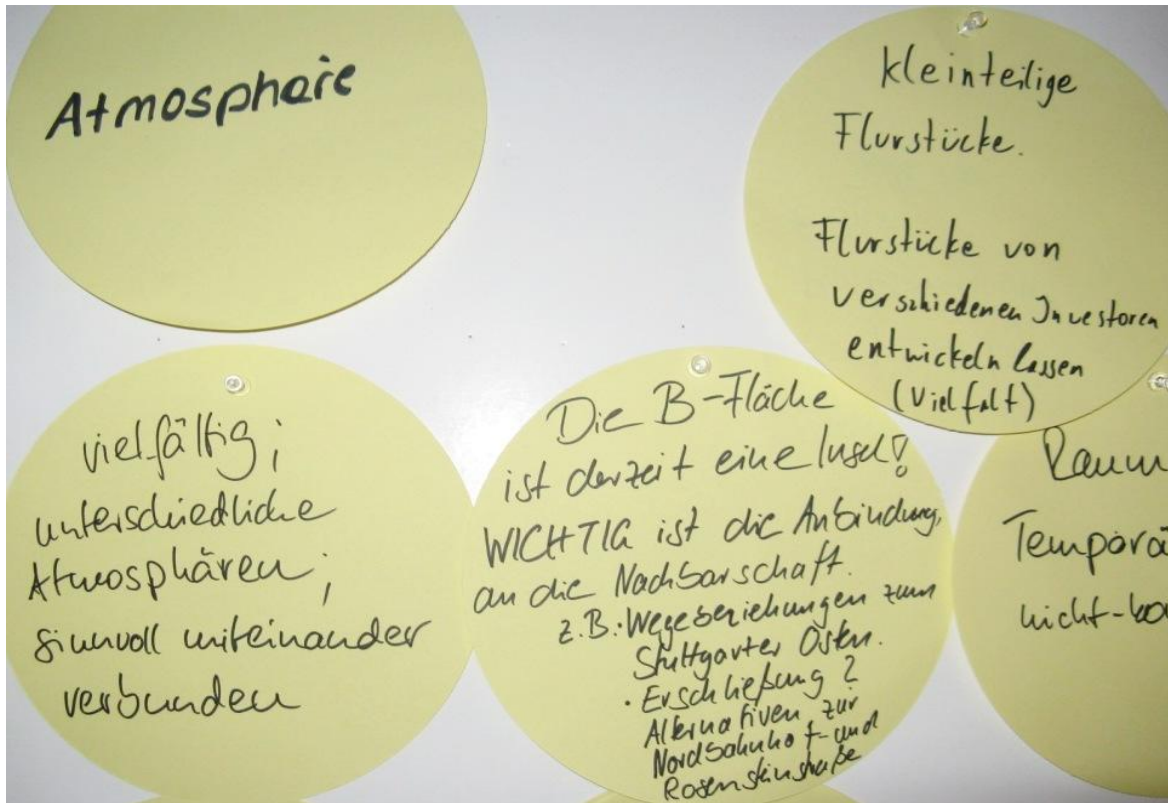 Atmosphäre
kleinteilige
Flurstücke.
Flurstücke von
verschiedenen Investoren
entwickeln lassen
(Vielfalt)
vielfältig;
unterschiedliche
Atmosphären;
sinnvoll miteinander
verbunden
Die B-Fläche
ist derzeit eine Insel!
WICHTIG ist die Anbindung
an die Nachbarschaft.
z.B. · Wegebeziehungen zum
Stuttgarter Osten.
· Erschließung?
Alternativen zur
Nordbahnhof- und
Rosensteinstraße
Raum
Temporä
nicht-ko